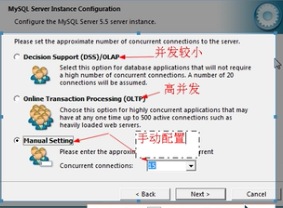 MySQL Server Instance Configuration
Configure the MySQL Server 5.5 server instance.
Please set the approximate number of concurrent connections to the server.
Decision Support (DSS)/OLAP
并发较小
Select this option for database applications that will not require
a high number of concurrent connections. A number of 20
connections will be assumed.
Online Transaction Processing (OLTP)
高并发
Choose this option for highly concurrent applications that may
have at any one time up to 500 active connections such as
heavily loaded web servers.
Manual Setting
手动配置
Please enter the approx
Concurrent connections:
15
< Back
Next >
Cancel